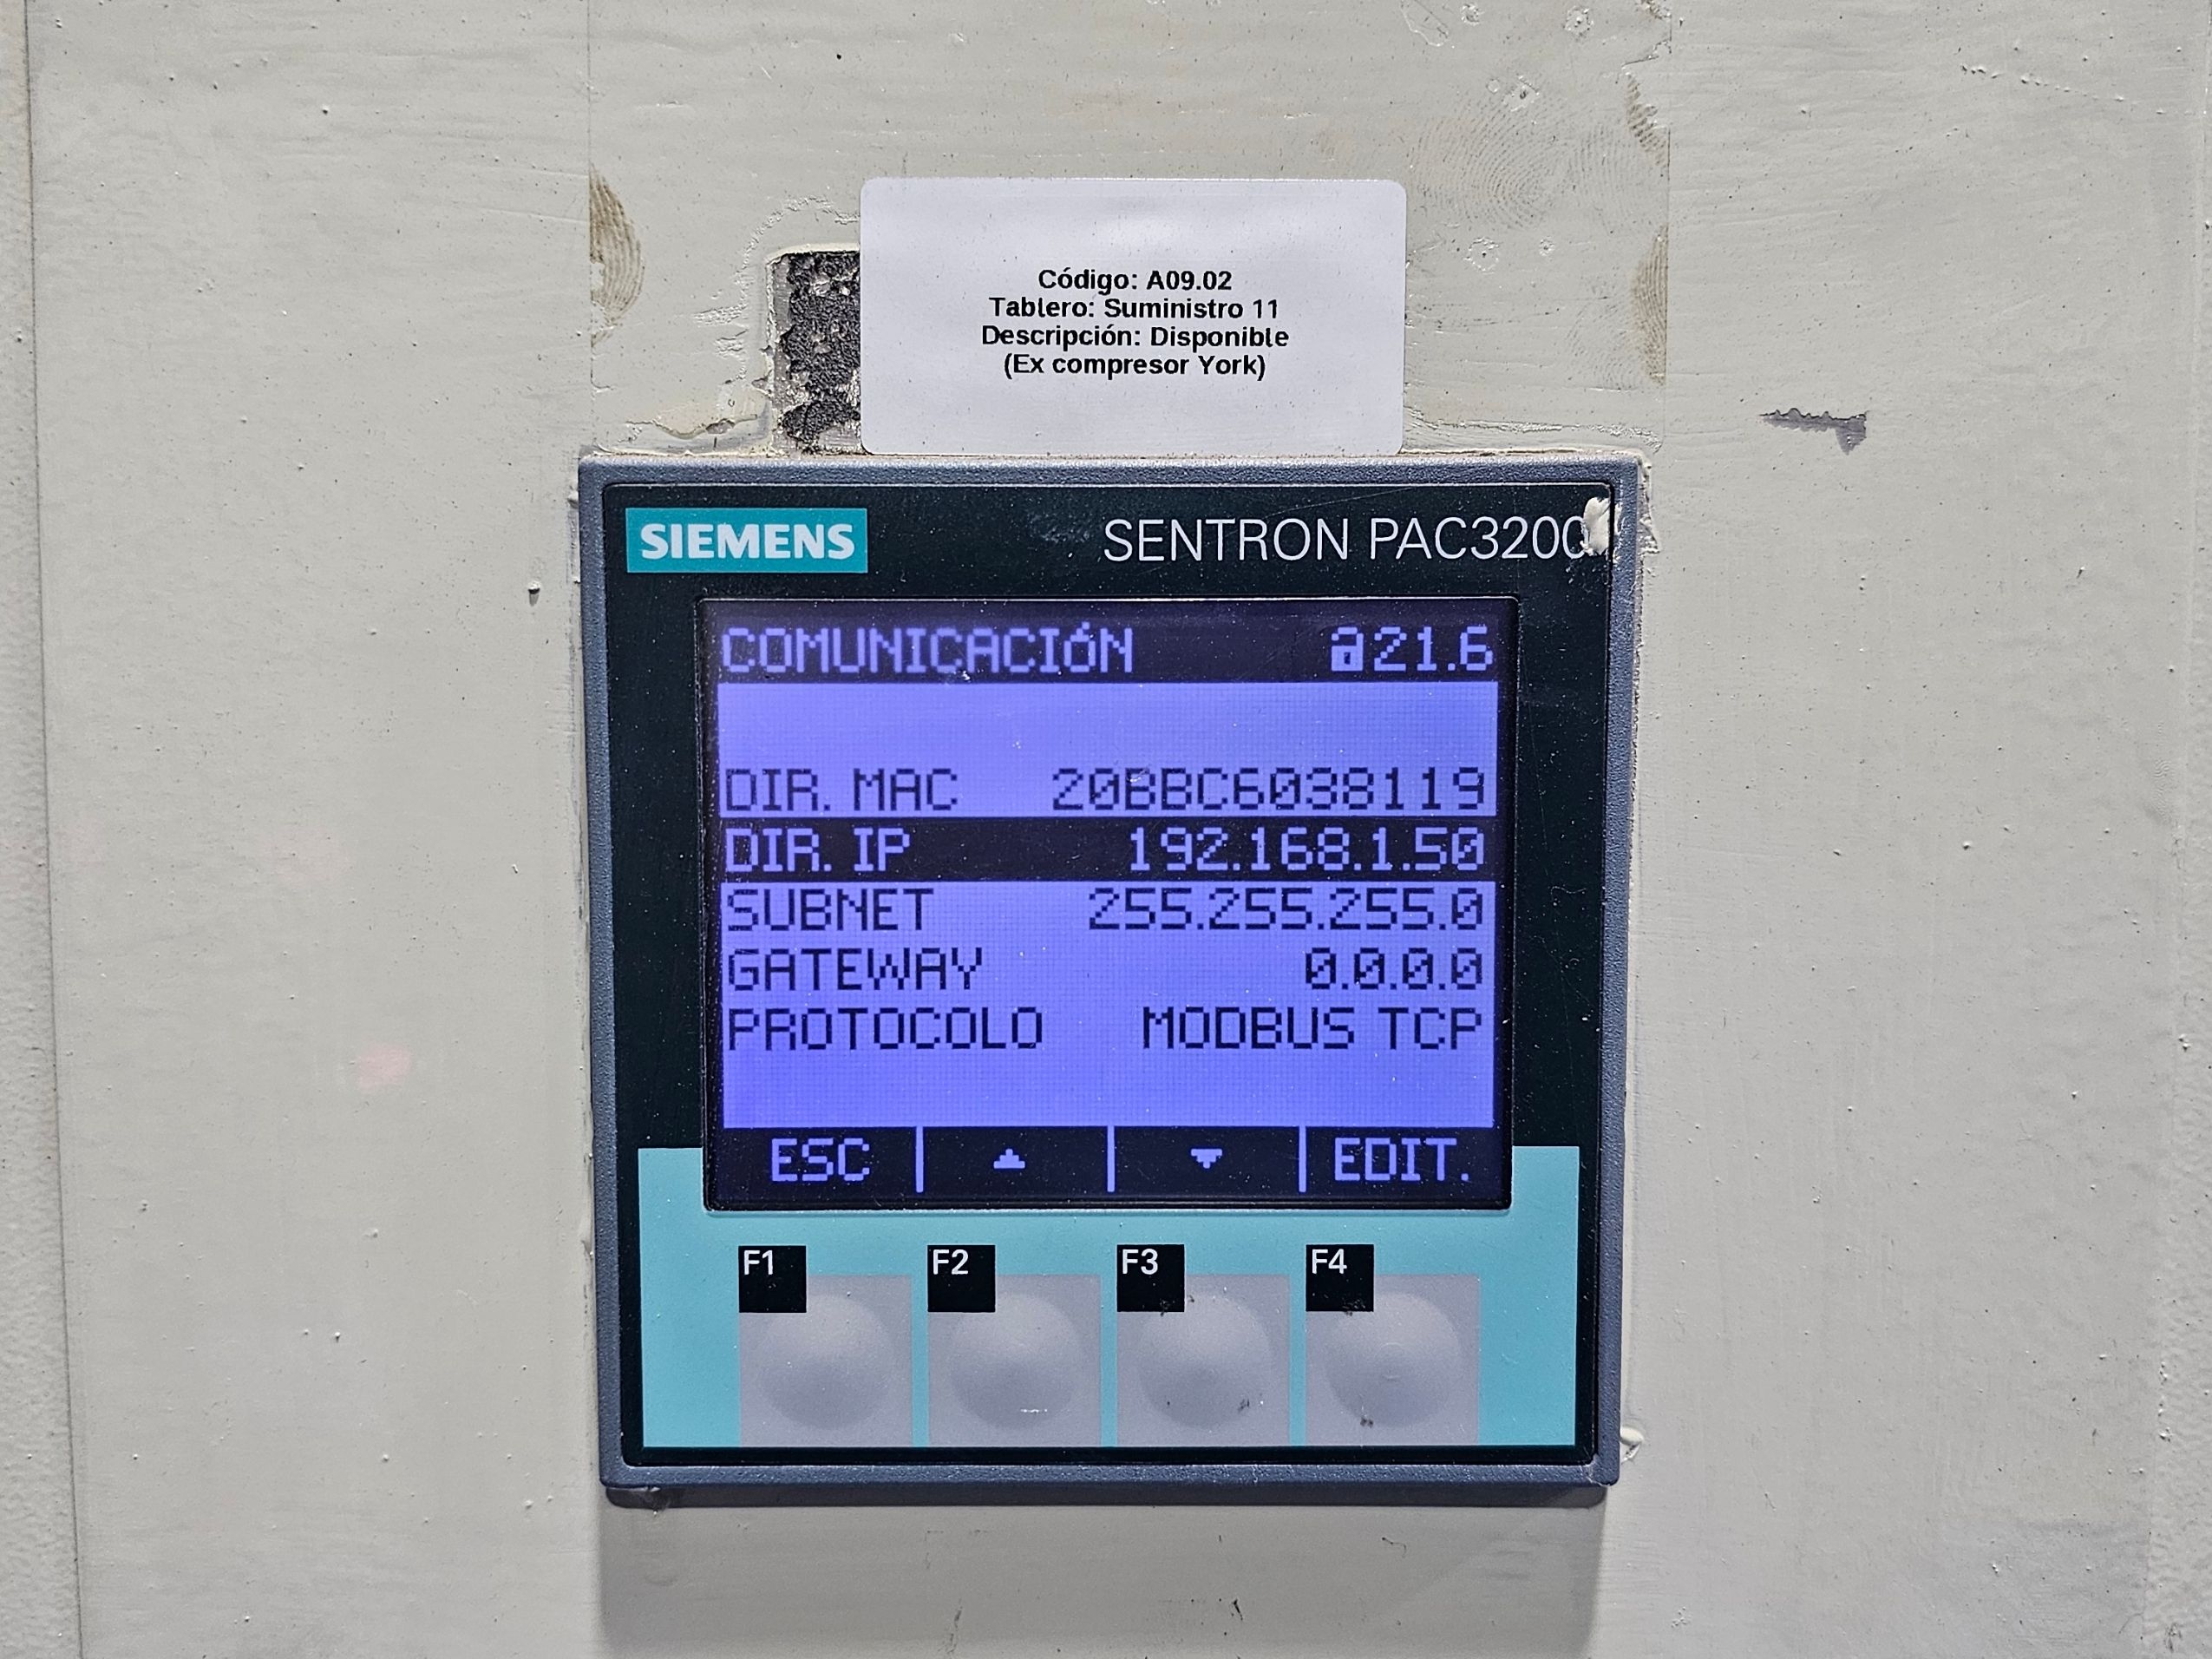 Código: A09.02
Tablero: Suministro 11
Descripción: Disponible
(Ex compresor York)
SIEMENS SENTRON PAC3200
COMUNICACIÓN 21.6
DIR. MAC 20BBC6038119
DIR. IP 192.168.1.50
SUBNET 255.255.255.0
GATEWAY 0.0.0.0
PROTOCOLO MODBUS TCP
ESC EDIT.
F1 F2 F3 F4